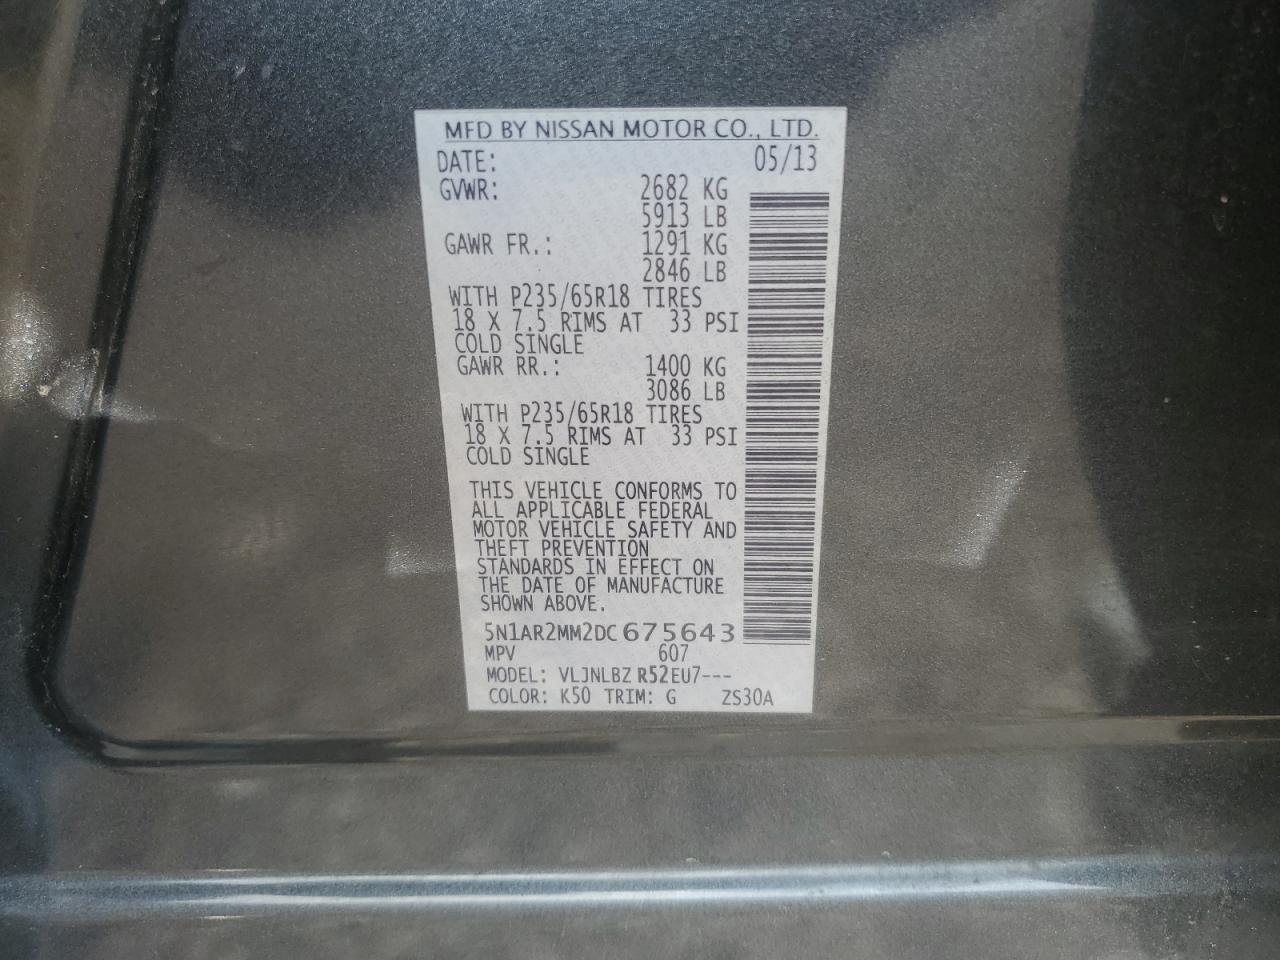 MFD BY NISSAN MOTOR CO., LTD.
DATE: 05/13
GVWR: 2682 KG
5913 LB
GAWR FR.: 1291 KG
2846 LB
WITH P235/65R18 TIRES
18 X 7.5 RIMS AT 33 PSI
COLD SINGLE
GAWR RR.: 1400 KG
3086 LB
WITH P235/65R18 TIRES
18 X 7.5 RIMS AT 33 PSI
COLD SINGLE
THIS VEHICLE CONFORMS TO
ALL APPLICABLE FEDERAL
MOTOR VEHICLE SAFETY AND
THEFT PREVENTION
STANDARDS IN EFFECT ON
THE DATE OF MANUFACTURE
SHOWN ABOVE.
5N1AR2MM2DC675643
MPV 607
MODEL: VLJNLBZ R52EU7---
COLOR: K50 TRIM: G ZS30A